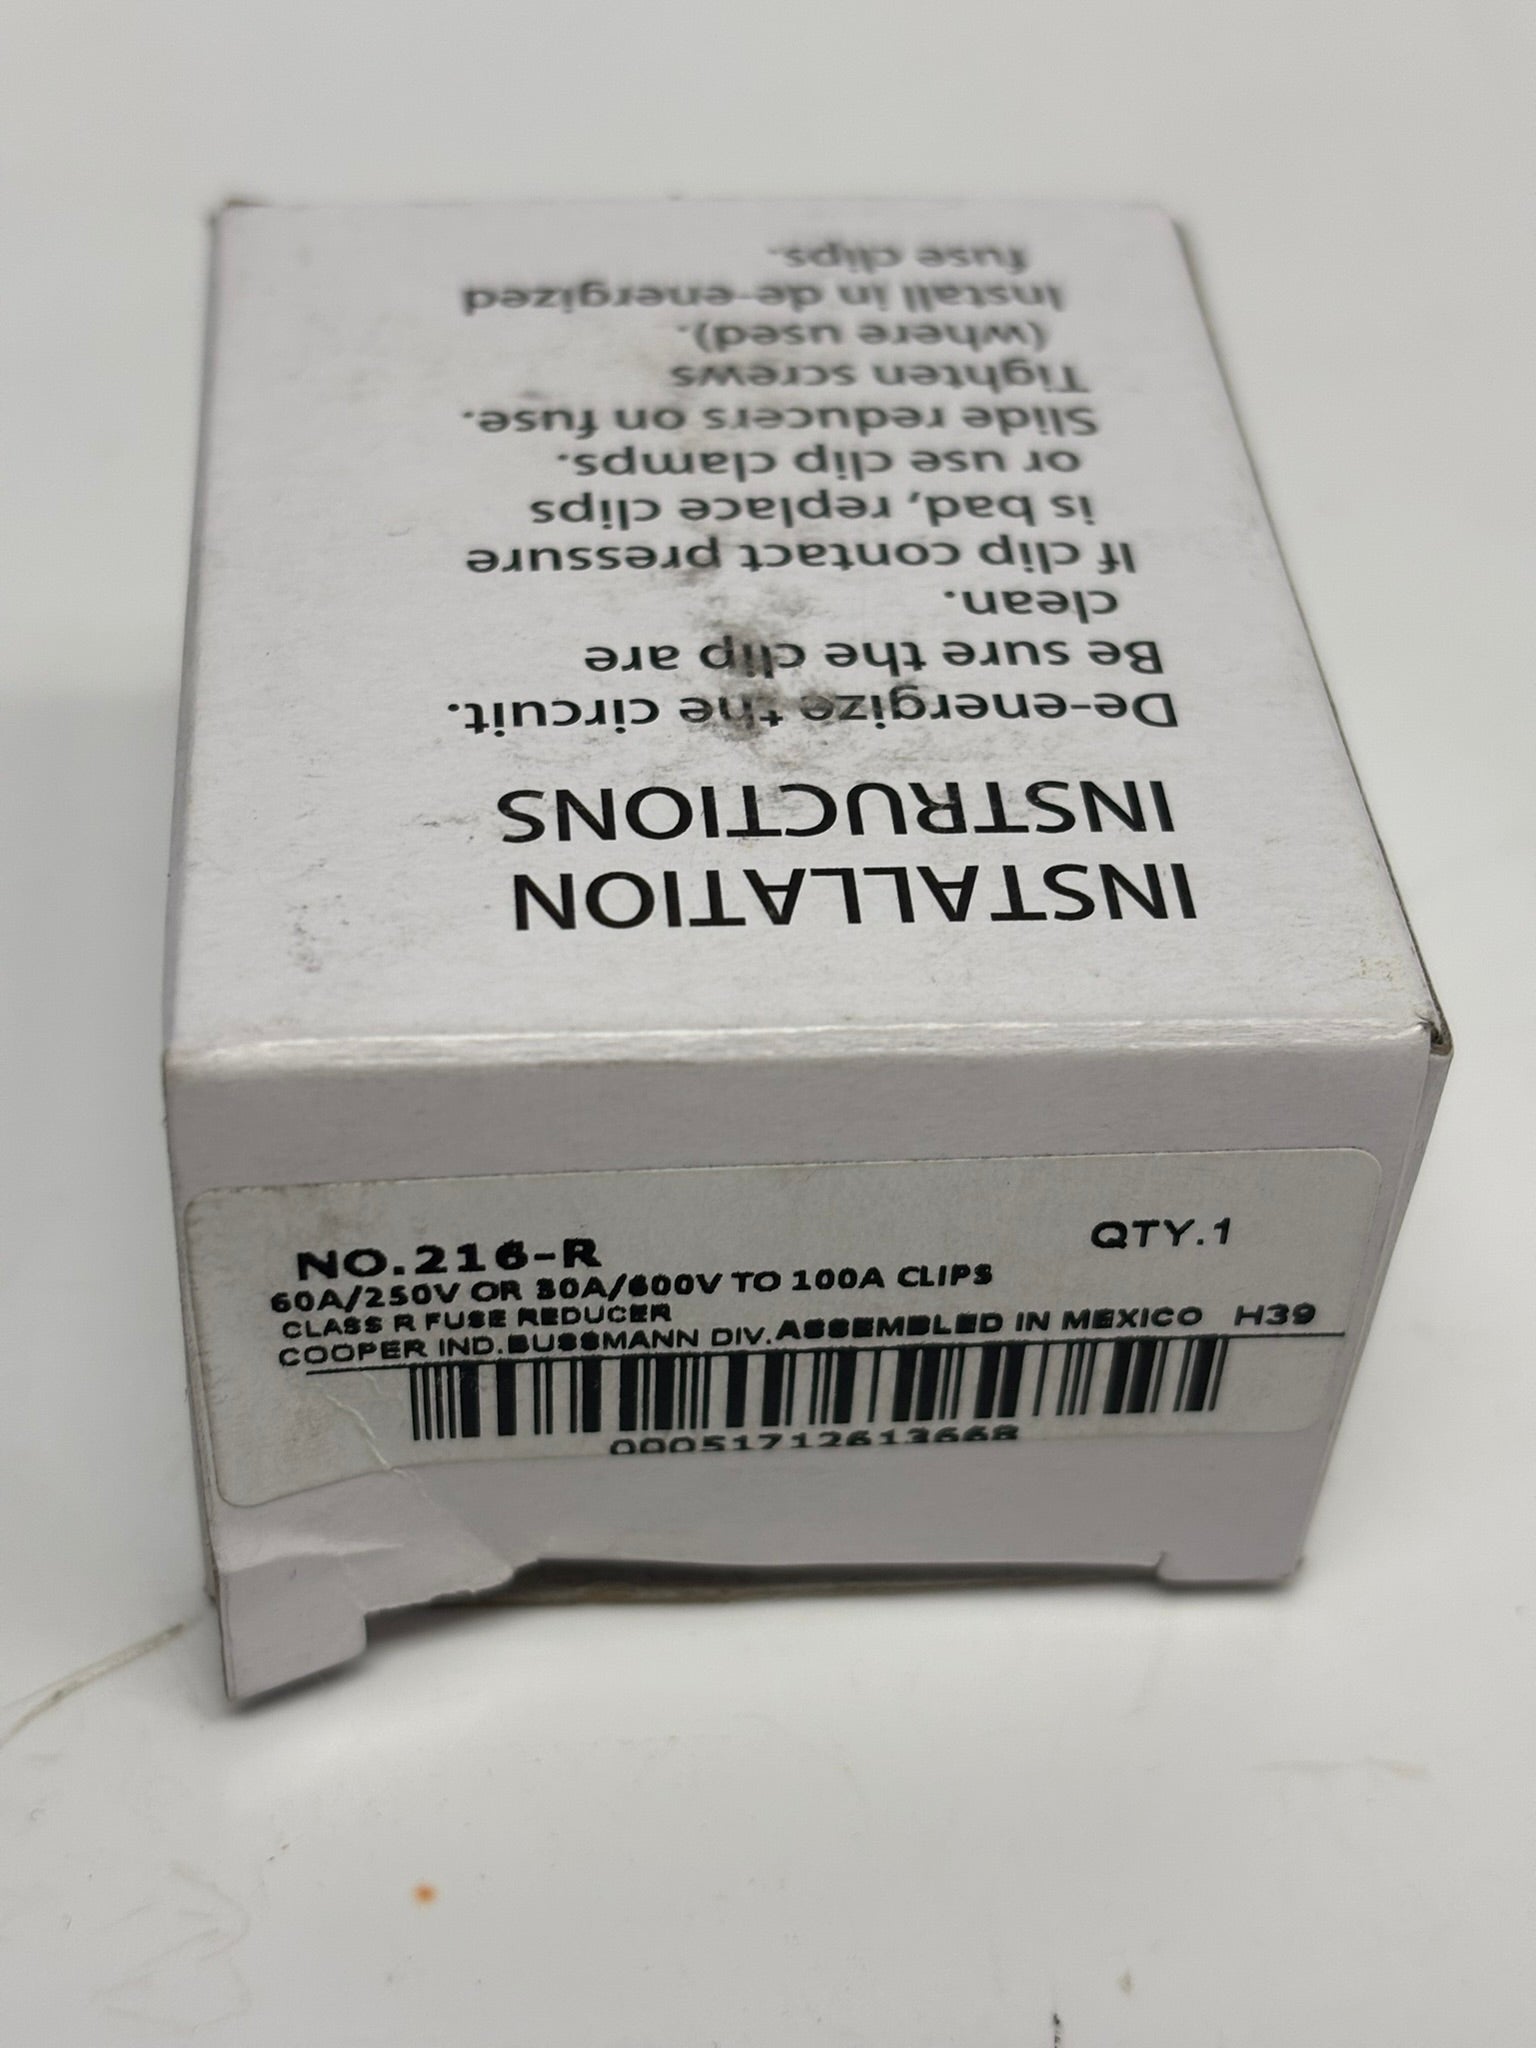 INSTALLATION
INSTRUCTIONS
De-energize the circuit.
Be sure the clip are
clean.
If clip contact pressure
is bad, replace clips
or use clip clamps.
Slide reducers on fuse.
Tighten screws
(where used).
Install in de-energized
fuse clips.
NO.216-R QTY.1
60A/250V OR 30A/600V TO 100A CLIPS
CLASS R FUSE REDUCER
COOPER IND.BUSSMANN DIV.ASSEMBLED IN MEXICO H39
00051712613668